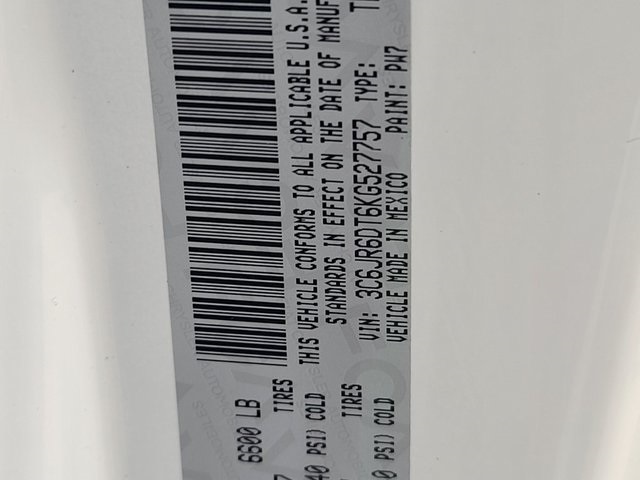 6600 LB
TIRES
40 PSI) COLD
THIS VEHICLE CONFORMS TO ALL APPLICABLE U.S.A.
STANDARDS IN EFFECT ON THE DATE OF MANUF
TIRES
0 PSI) COLD
VIN: 3C6JR6DT6KG527757 TYPE:
VEHICLE MADE IN MEXICO PAINT: PW7